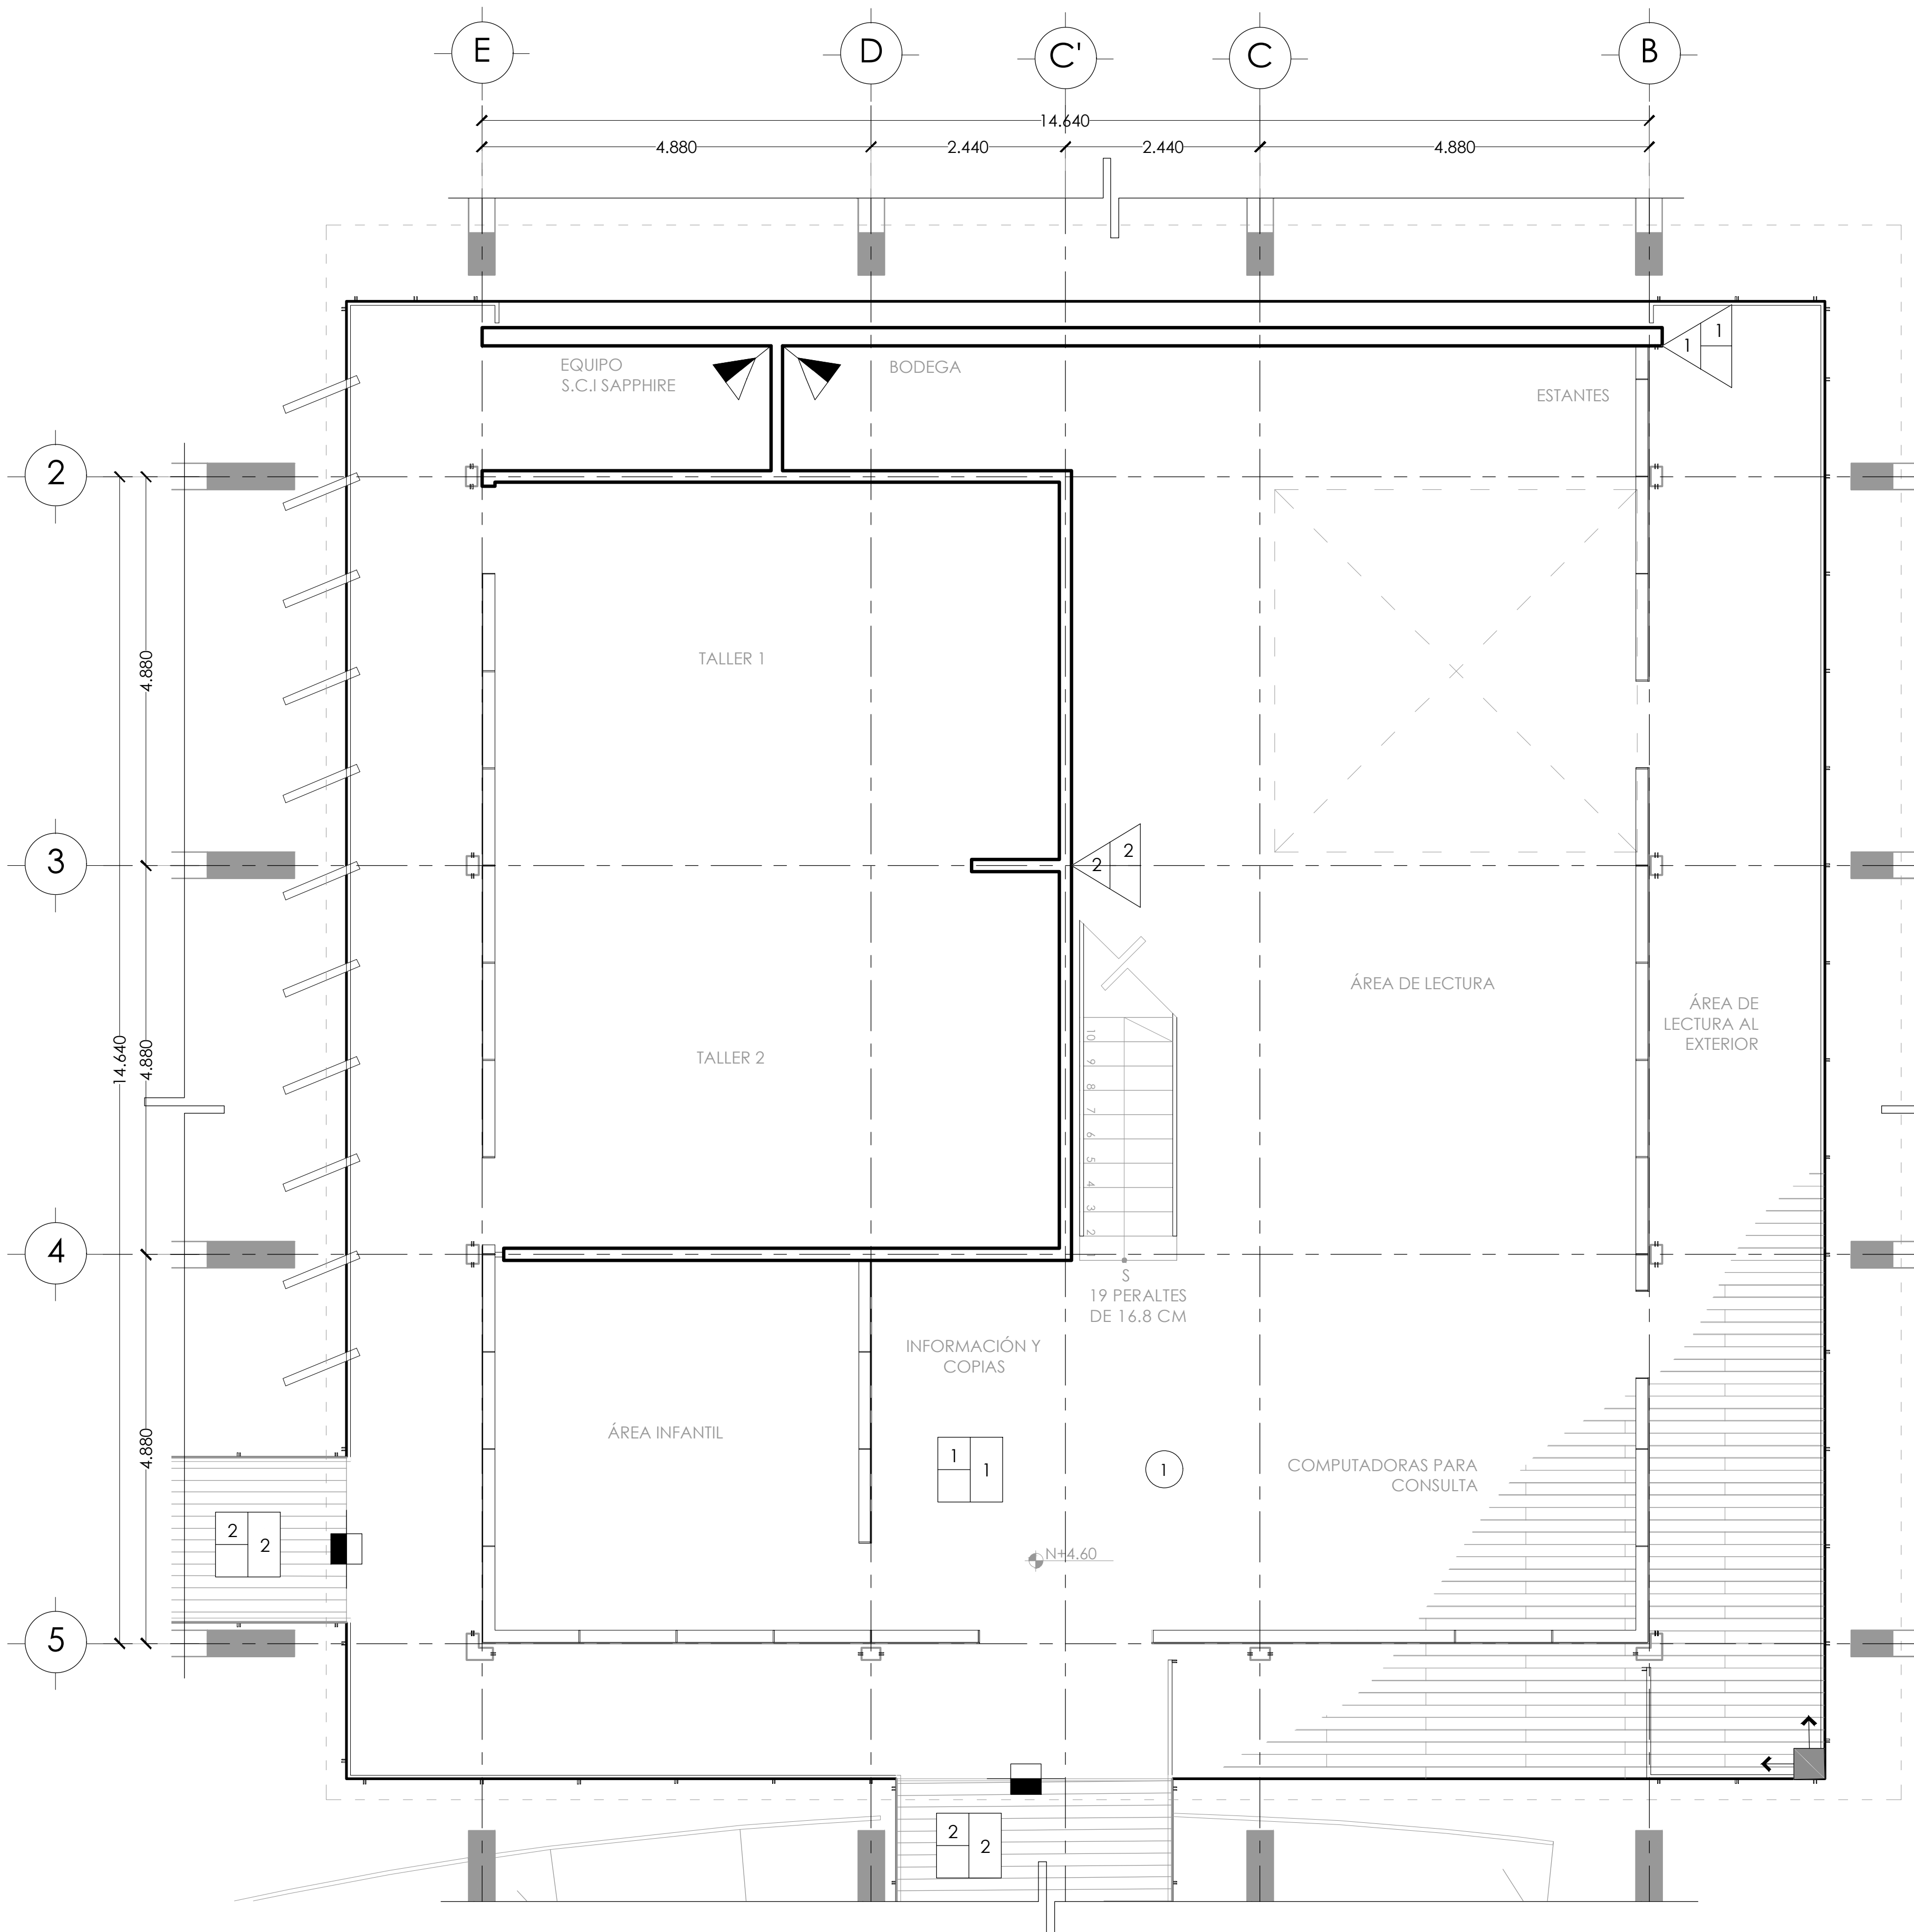 E
D
C'
C
B
14.640
4.880
2.440
2.440
4.880
EQUIPO
S.C.I SAPPHIRE
BODEGA
ESTANTES
1
1
2
4.880
TALLER 1
3
2
2
14.640
4.880
TALLER 2
ÁREA DE LECTURA
ÁREA DE
LECTURA AL
EXTERIOR
10
9
8
7
6
5
4
3
2
1
4
S
19 PERALTES
DE 16.8 CM
INFORMACIÓN Y
COPIAS
4.880
ÁREA INFANTIL
1
1
1
COMPUTADORAS PARA
CONSULTA
2
2
N+4.60
5
2
2